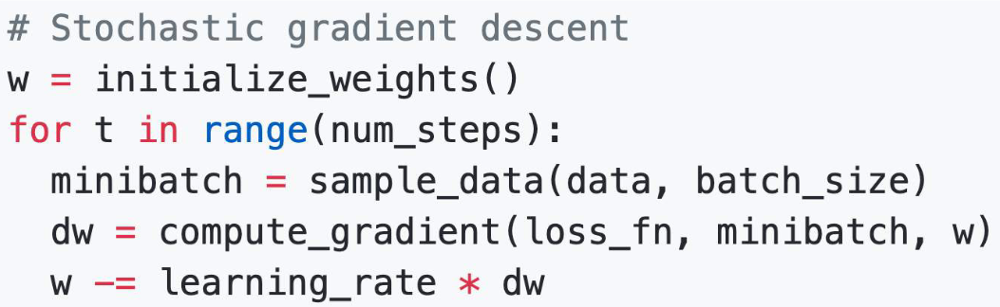 # Stochastic gradient descent
w = initialize_weights()
for t in range(num_steps):
  minibatch = sample_data(data, batch_size)
  dw = compute_gradient(loss_fn, minibatch, w)
  w -= learning_rate * dw